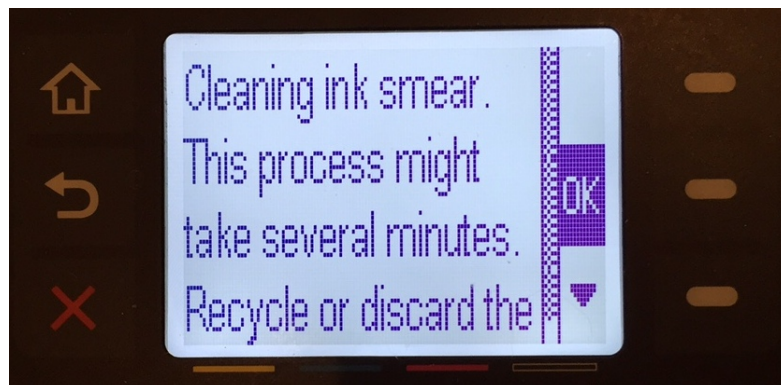 Cleaning ink smear.
This process might
take several minutes.
Recycle or discard the
OK